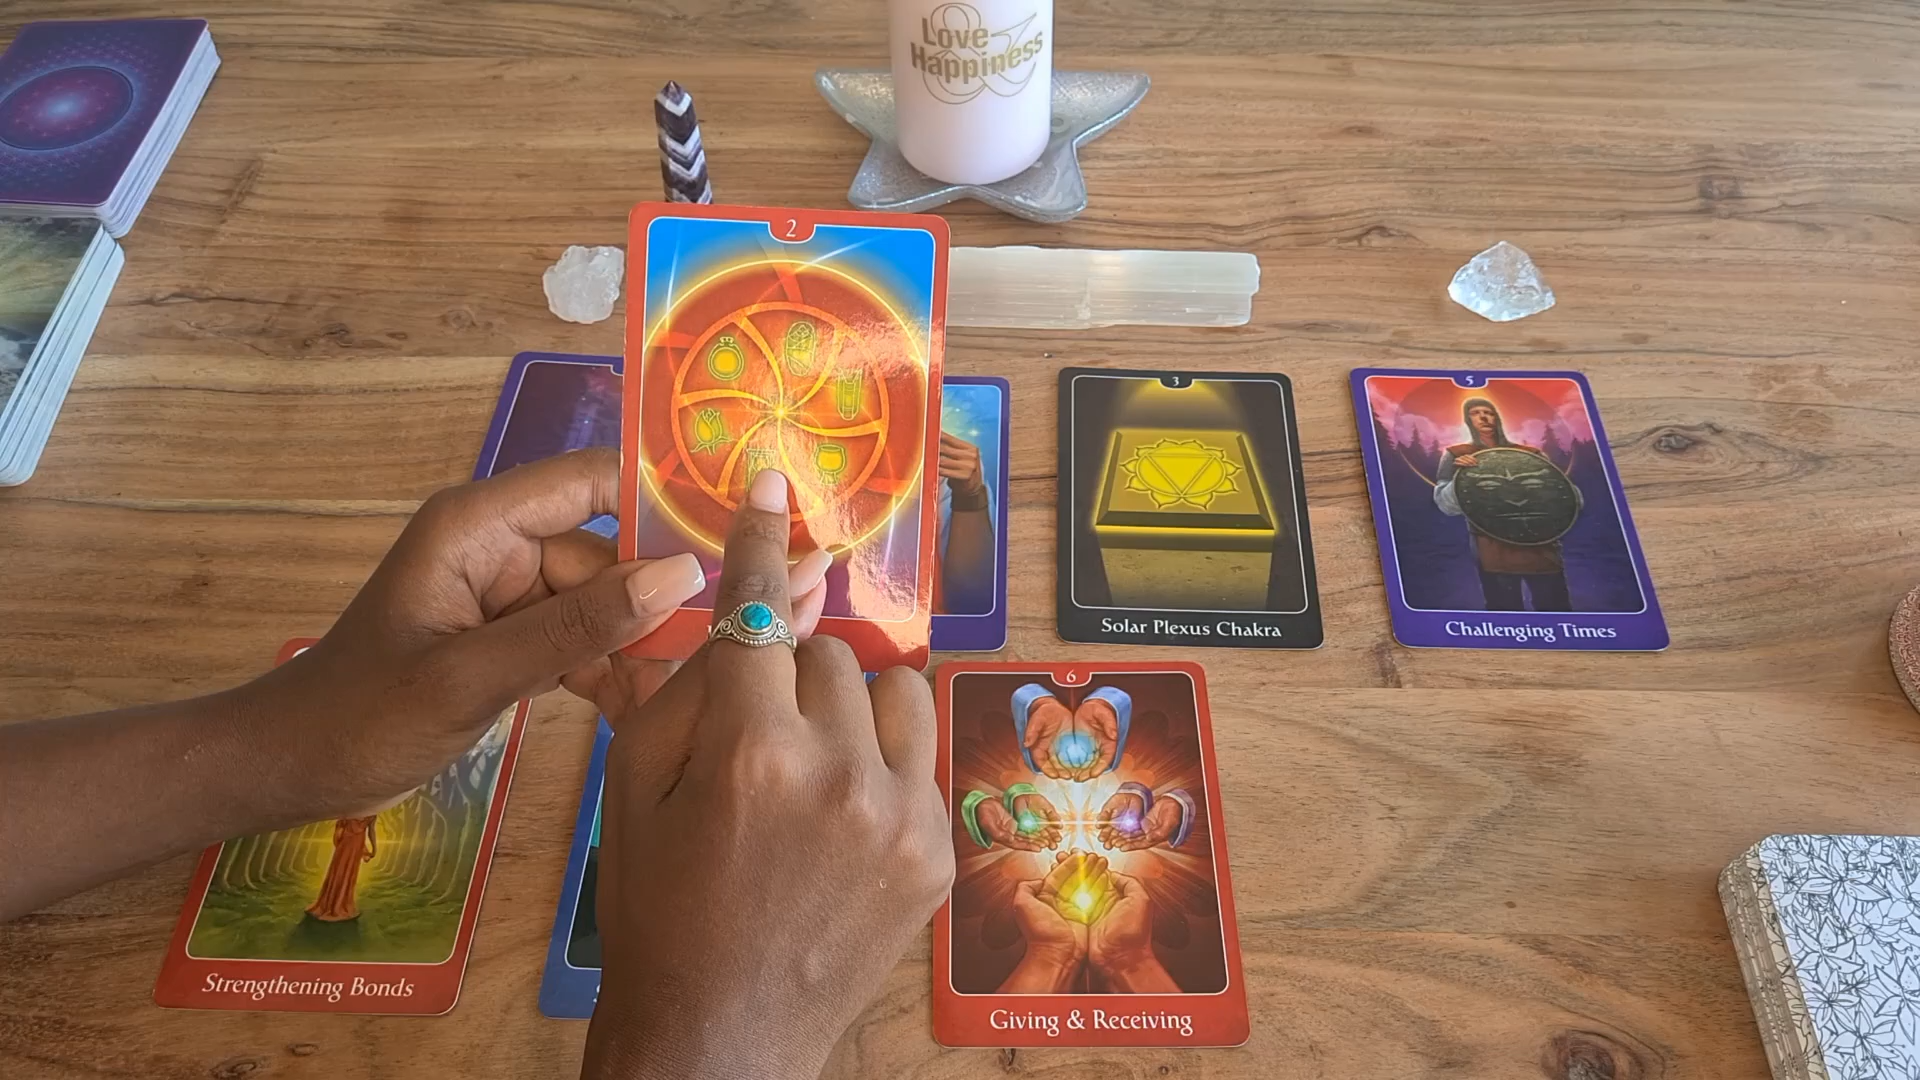 Love
&
Happiness
2
3
5
Solar Plexus Chakra
Challenging Times
6
Strengthening Bonds
Giving & Receiving